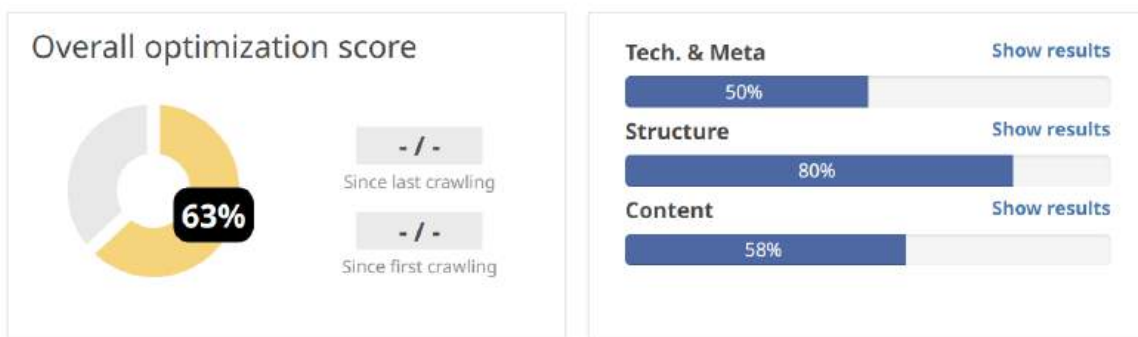 Overall optimization score
63%
- / -
Since last crawling
- / -
Since first crawling
Tech. & Meta Show results
50%
Structure Show results
80%
Content Show results
58%